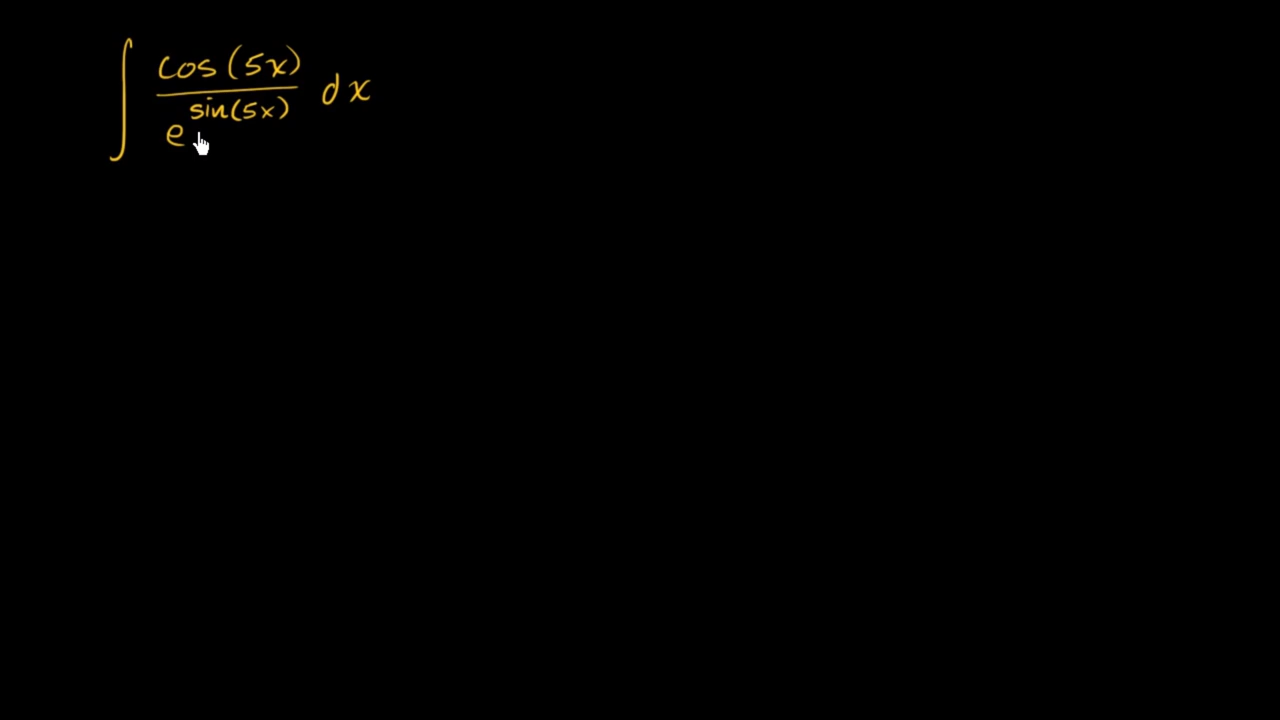 ∫ cos(5x) / e^sin(5x) dx